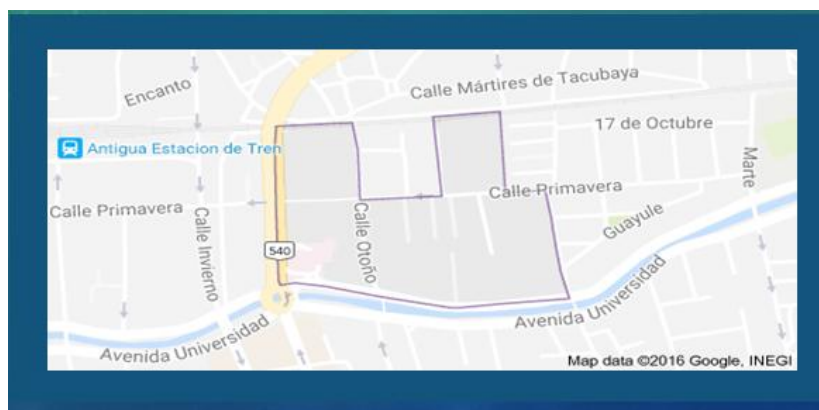 Encanto
Calle Mártires de Tacubaya
17 de Octubre
Antigua Estacion de Tren
Marte
Calle Primavera
Calle Primavera
Calle Invierno
Calle Otoño
Guayule
540
Avenida Universidad
Avenida Universidad
Map data ©2016 Google, INEGI